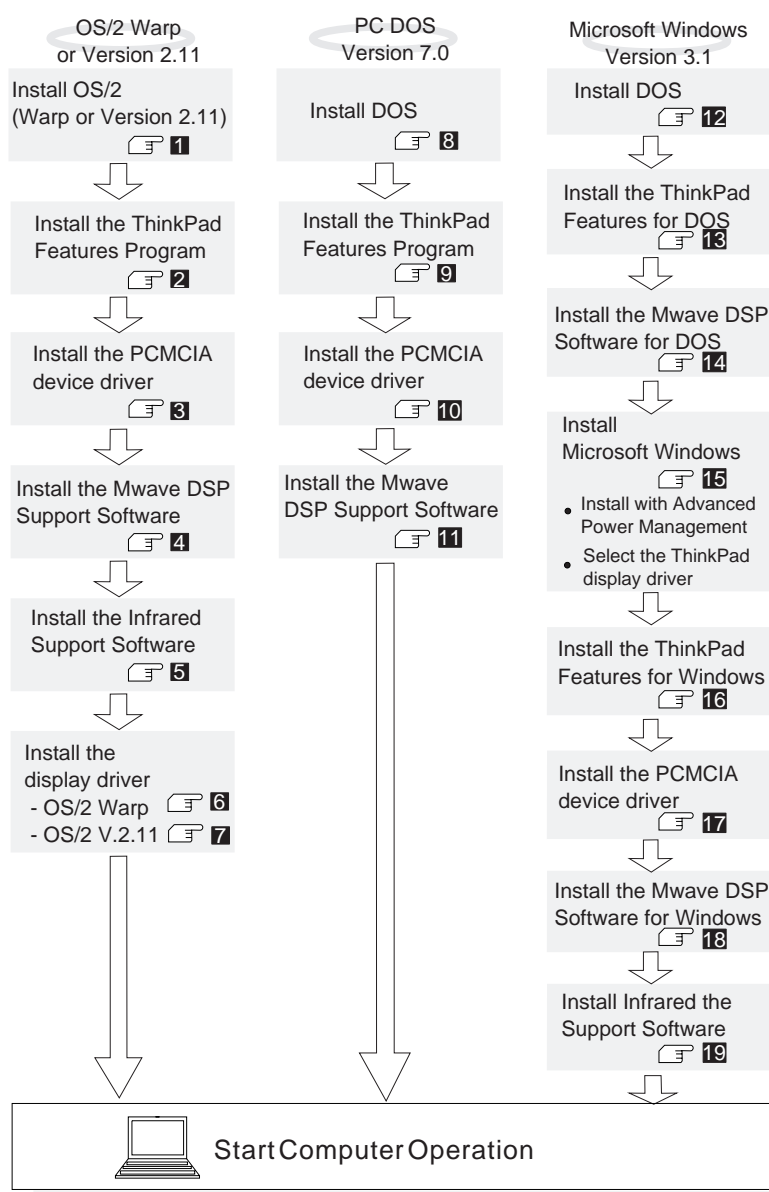 OS/2 Warp
or Version 2.11
Install OS/2
(Warp or Version 2.11)
1
Install the ThinkPad
Features Program
2
Install the PCMCIA
device driver
3
Install the Mwave DSP
Support Software
4
Install the Infrared
Support Software
5
Install the
display driver
- OS/2 Warp 6
- OS/2 V.2.11 7
PC DOS
Version 7.0
Install DOS
8
Install the ThinkPad
Features Program
9
Install the PCMCIA
device driver
10
Install the Mwave
DSP Support Software
11
Microsoft Windows
Version 3.1
Install DOS
12
Install the ThinkPad
Features for DOS
13
Install the Mwave DSP
Software for DOS
14
Install
Microsoft Windows
15
• Install with Advanced
Power Management
• Select the ThinkPad
display driver
Install the ThinkPad
Features for Windows
16
Install the PCMCIA
device driver
17
Install the Mwave DSP
Software for Windows
18
Install Infrared the
Support Software
19
Start Computer Operation